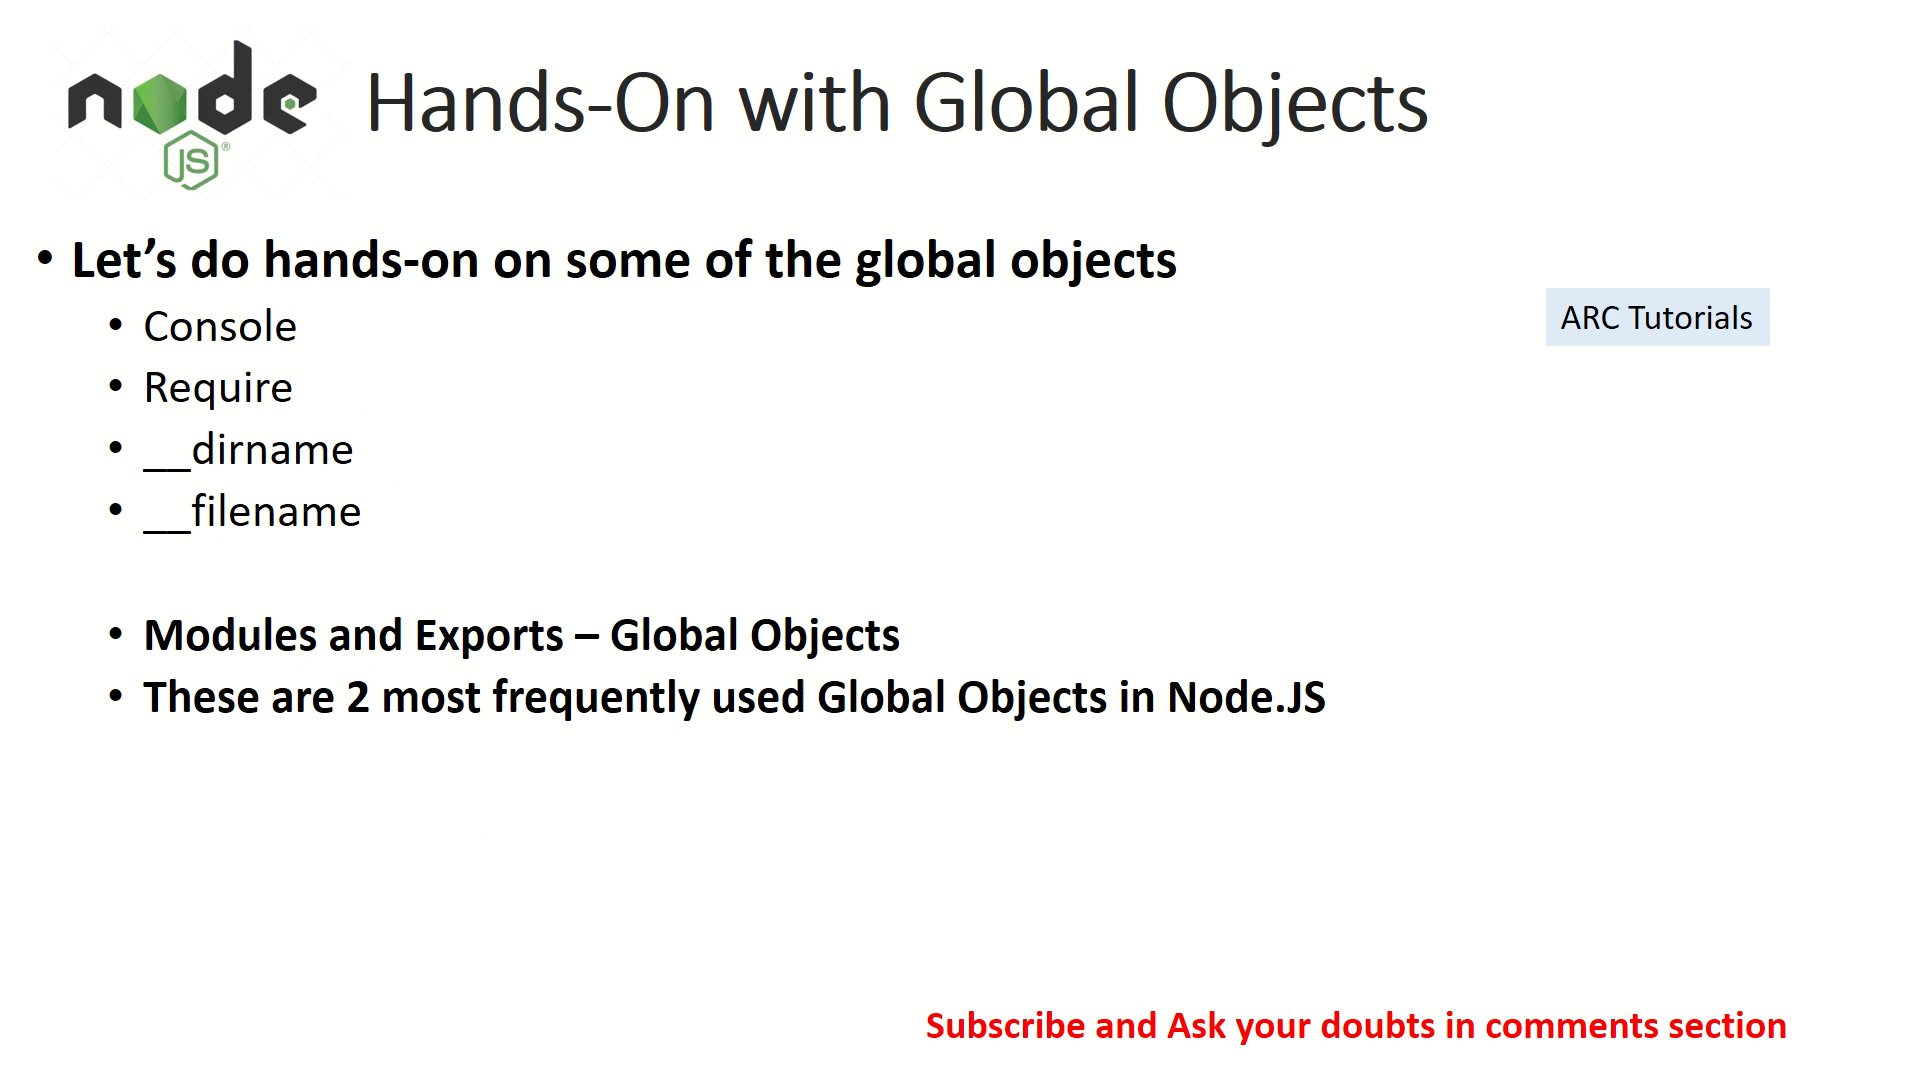 node
JS®
Hands-On with Global Objects
• Let’s do hands-on on some of the global objects
• Console
ARC Tutorials
• Require
• __dirname
• __filename
• Modules and Exports – Global Objects
• These are 2 most frequently used Global Objects in Node.JS
Subscribe and Ask your doubts in comments section